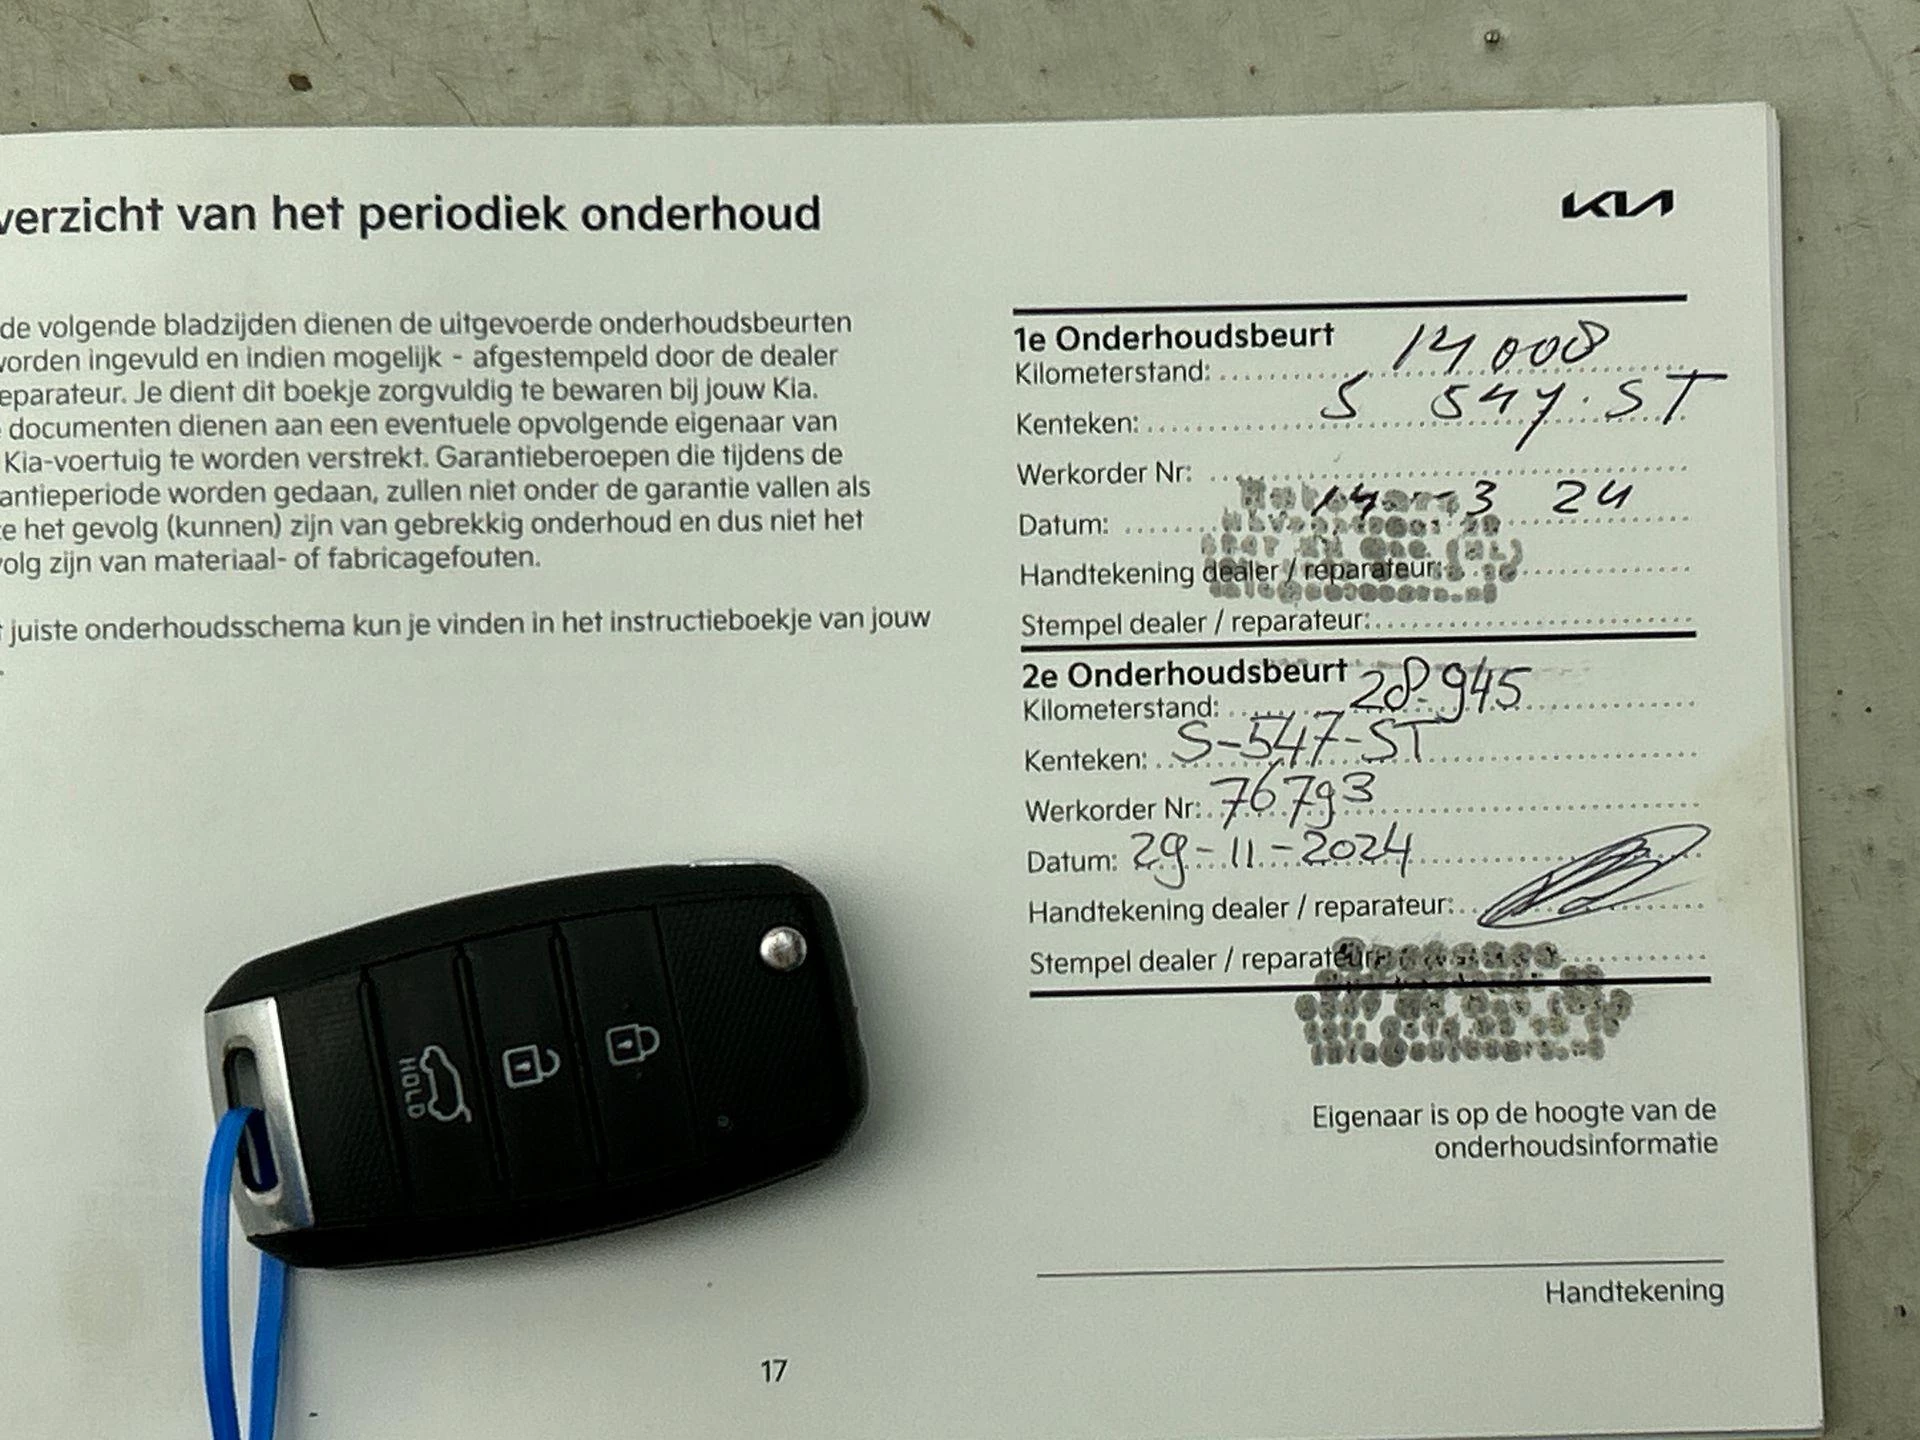 verzicht van het periodiek onderhoud
KIA
de volgende bladzijden dienen de uitgevoerde onderhoudsbeurten
vorden ingevuld en indien mogelijk - afgestempeld door de dealer
eparateur. Je dient dit boekje zorgvuldig te bewaren bij jouw Kia.
documenten dienen aan een eventuele opvolgende eigenaar van
Kia-voertuig te worden verstrekt. Garantieberoepen die tijdens de
antieperiode worden gedaan, zullen niet onder de garantie vallen als
e het gevolg (kunnen) zijn van gebrekkig onderhoud en dus niet het
volg zijn van materiaal- of fabricagefouten.
juiste onderhoudsschema kun je vinden in het instructieboekje van jouw
1e Onderhoudsbeurt
Kilometerstand: 14008
Kenteken: S 547.ST
Werkorder Nr:
Datum: 14 3 24
Handtekening dealer / reparateur:
Stempel dealer / reparateur:
2e Onderhoudsbeurt
Kilometerstand: 28.945
Kenteken: S-547-ST
Werkorder Nr: 76793
Datum: 29-11-2024
Handtekening dealer / reparateur:
Stempel dealer / reparateur:
Eigenaar is op de hoogte van de
onderhoudsinformatie
Handtekening
17
HOLD